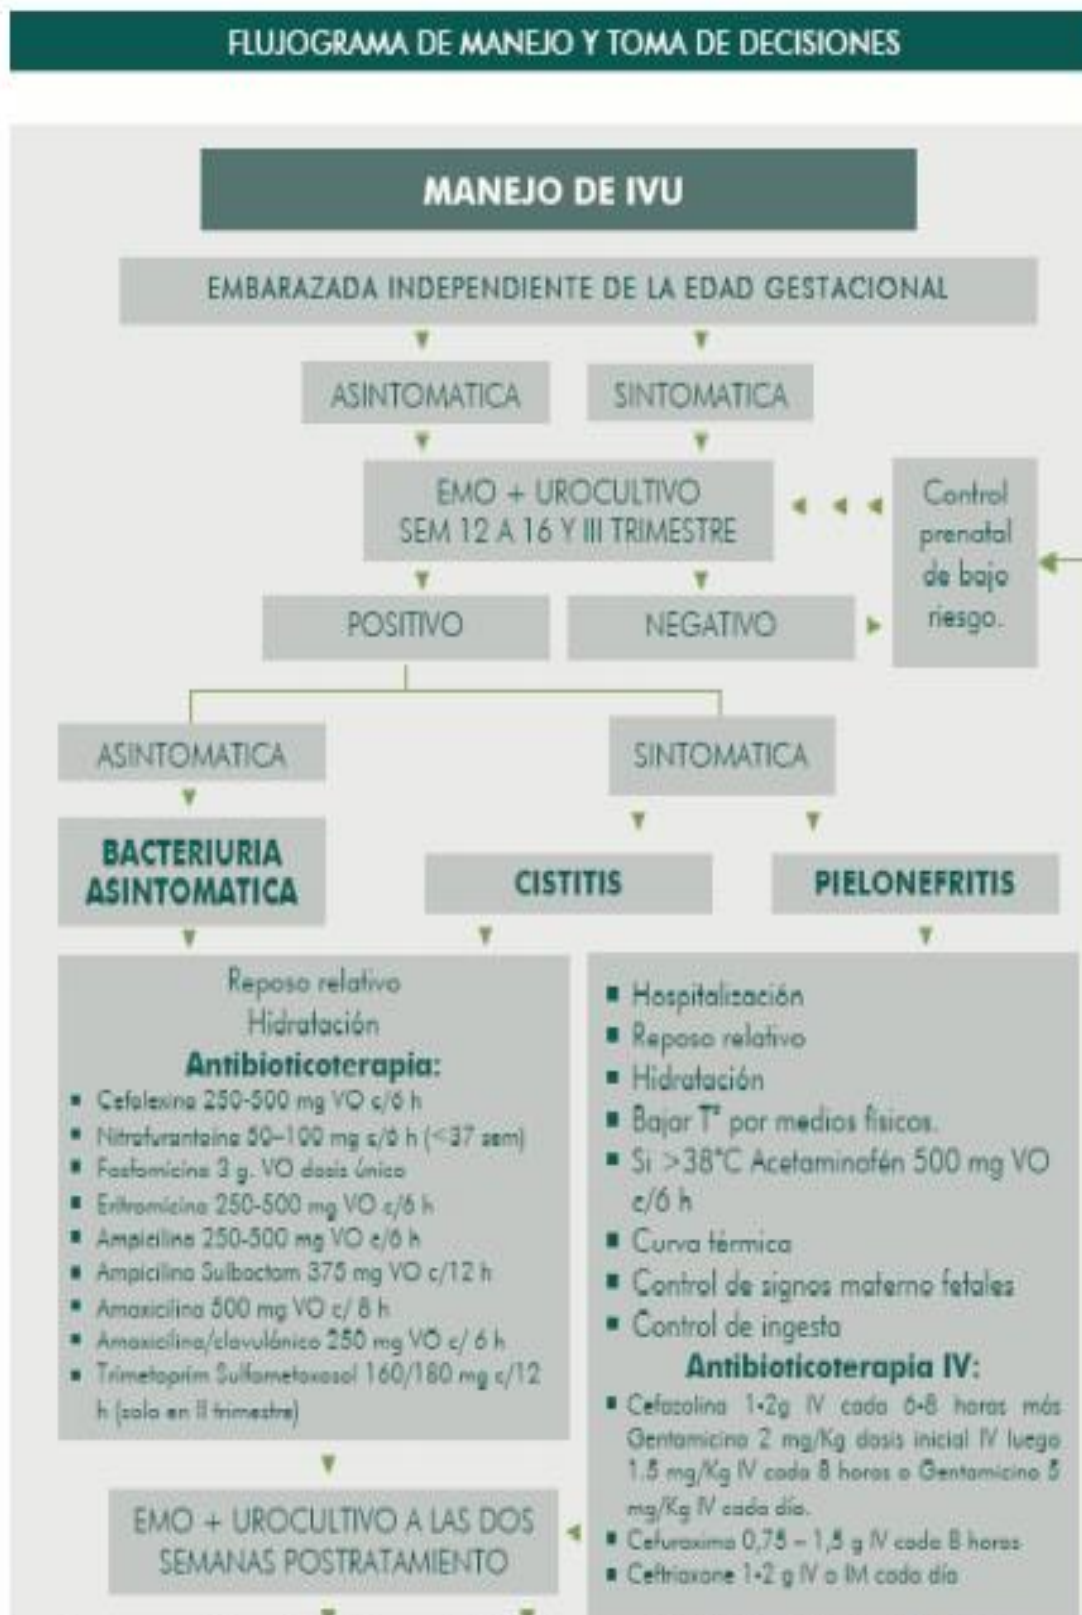 FLUJOGRAMA DE MANEJO Y TOMA DE DECISIONES
MANEJO DE IVU
EMBARAZADA INDEPENDIENTE DE LA EDAD GESTACIONAL
ASINTOMATICA
SINTOMATICA
EMO + UROCULTIVO
SEM 12 A 16 Y III TRIMESTRE
Control
prenatal
de bajo
riesgo.
POSITIVO
NEGATIVO
ASINTOMATICA
SINTOMATICA
BACTERIURIA
ASINTOMATICA
CISTITIS
PIELONEFRITIS
Reposo relativo
Hidratación
Antibioticoterapia:
▪ Cefalexina 250-500 mg VO c/6 h
▪ Nitrofurantoína 50–100 mg c/6 h (<37 sem)
▪ Fosfomicina 3 g. VO dosis única
▪ Eritromicina 250-500 mg VO c/6 h
▪ Ampicilina 250-500 mg VO c/6 h
▪ Ampicilina Sulbactam 375 mg VO c/12 h
▪ Amoxicilina 500 mg VO c/ 8 h
▪ Amoxicilina/clavulánico 250 mg VO c/ 6 h
▪ Trimetoprim Sulfametoxasol 160/180 mg c/12
h (solo en II trimestre)
▪ Hospitalización
▪ Reposo relativo
▪ Hidratación
▪ Bajar T° por medios físicos.
▪ Si >38°C Acetaminofén 500 mg VO
c/6 h
▪ Curva térmica
▪ Control de signos materno fetales
▪ Control de ingesta
Antibioticoterapia IV:
▪ Cefazolina 1-2g IV cada 6-8 horas más
Gentamicina 2 mg/Kg dosis inicial IV luego
1.5 mg/Kg IV cada 8 horas o Gentamicina 5
mg/Kg IV cada día.
▪ Cefuroxima 0,75 – 1,5 g IV cada 8 horas
▪ Ceftriaxone 1-2 g IV o IM cada día
EMO + UROCULTIVO A LAS DOS
SEMANAS POSTRATAMIENTO